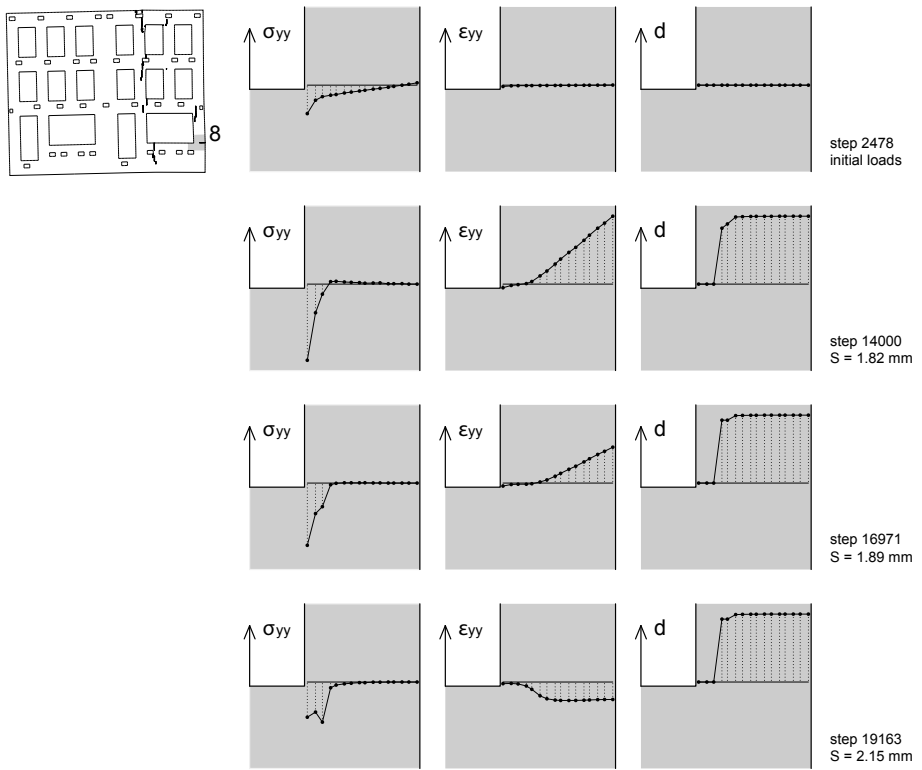 8
σyy εyy d
step 2478
initial loads
σyy εyy d
step 14000
S = 1.82 mm
σyy εyy d
step 16971
S = 1.89 mm
σyy εyy d
step 19163
S = 2.15 mm